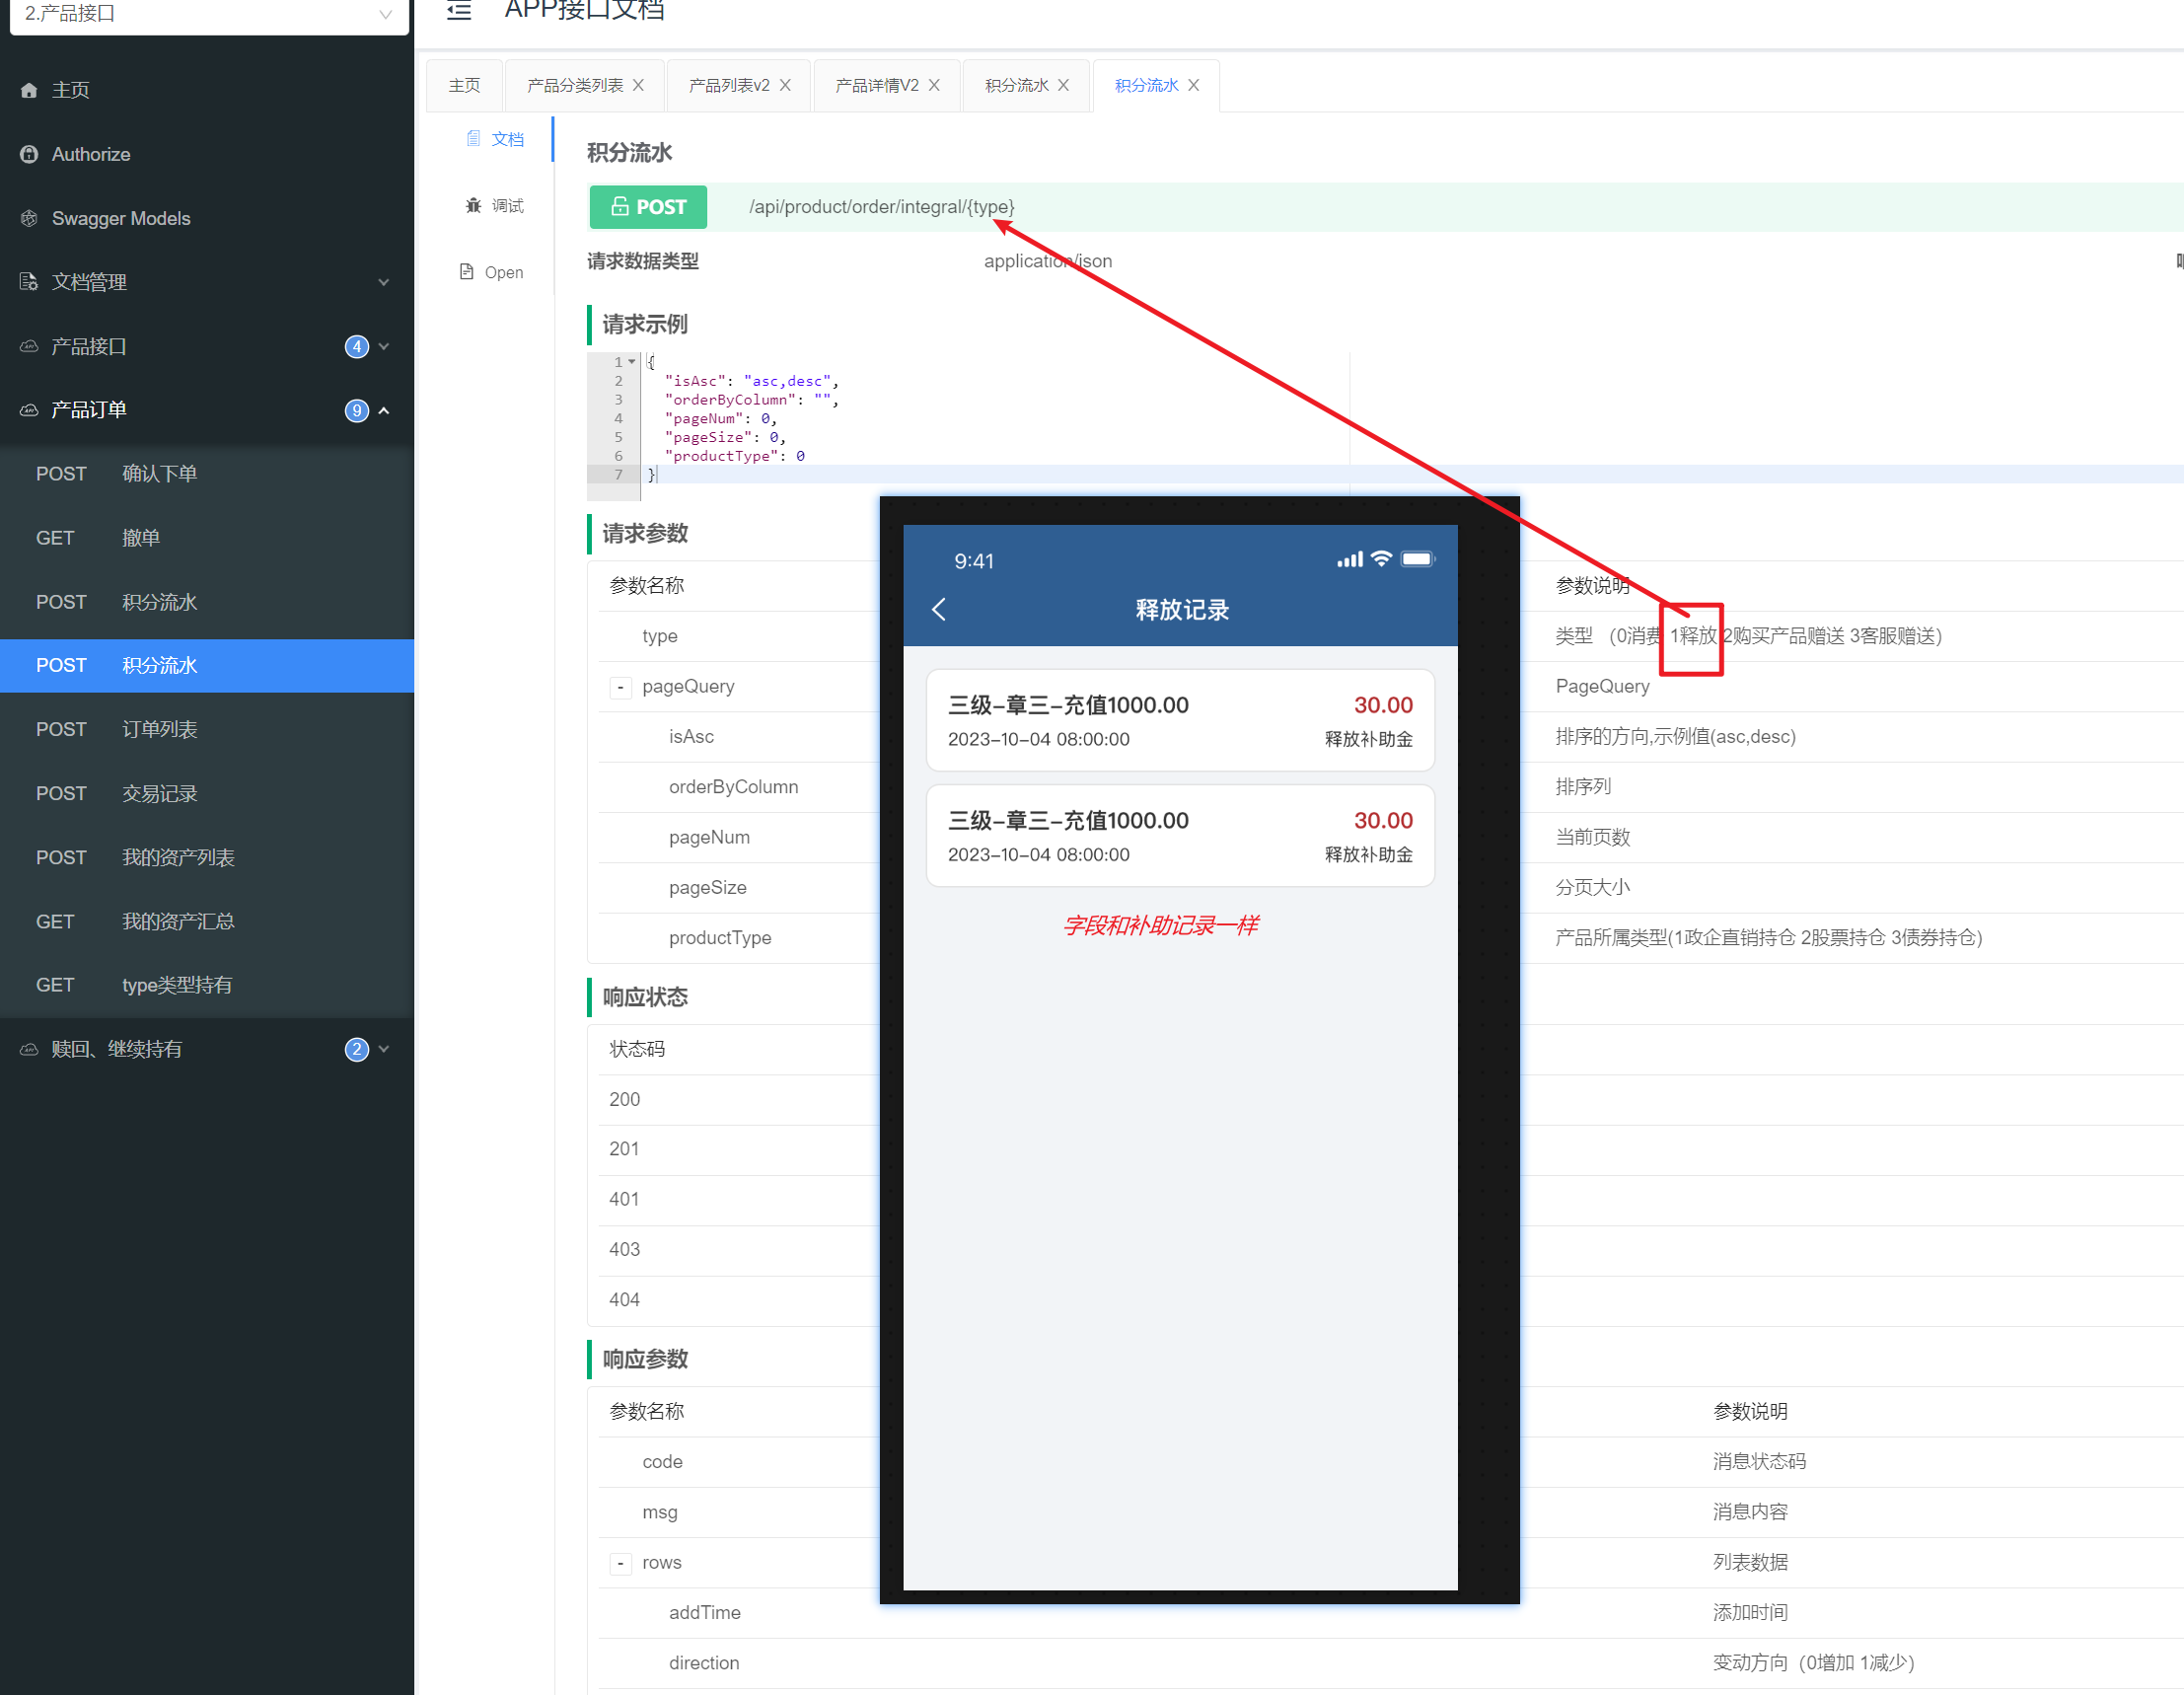 2.产品接口
主页
Authorize
Swagger Models
文档管理
产品接口 4
产品订单 9
POST 确认下单
GET 撤单
POST 积分流水
POST 积分流水
POST 订单列表
POST 交易记录
POST 我的资产列表
GET 我的资产汇总
GET type类型持有
赎回、继续持有 2
APP接口文档
主页 产品分类列表 产品列表v2 产品详情V2 积分流水 积分流水
文档
调试
Open
积分流水
POST /api/product/order/integral/{type}
请求数据类型 application/json
请求示例
1 {
2 "isAsc": "asc,desc",
3 "orderByColumn": "",
4 "pageNum": 0,
5 "pageSize": 0,
6 "productType": 0
7 }
请求参数
参数名称 参数说明
type 类型 （0消费 1释放 2购买产品赠送 3客服赠送）
- pageQuery PageQuery
isAsc 排序的方向,示例值(asc,desc)
orderByColumn 排序列
pageNum 当前页数
pageSize 分页大小
productType 产品所属类型(1政企直销持仓 2股票持仓 3债券持仓)
9:41
释放记录
三级-章三-充值1000.00 30.00
2023-10-04 08:00:00 释放补助金
三级-章三-充值1000.00 30.00
2023-10-04 08:00:00 释放补助金
字段和补助记录一样
响应状态
状态码
200
201
401
403
404
响应参数
参数名称 参数说明
code 消息状态码
msg 消息内容
- rows 列表数据
addTime 添加时间
direction 变动方向（0增加 1减少）